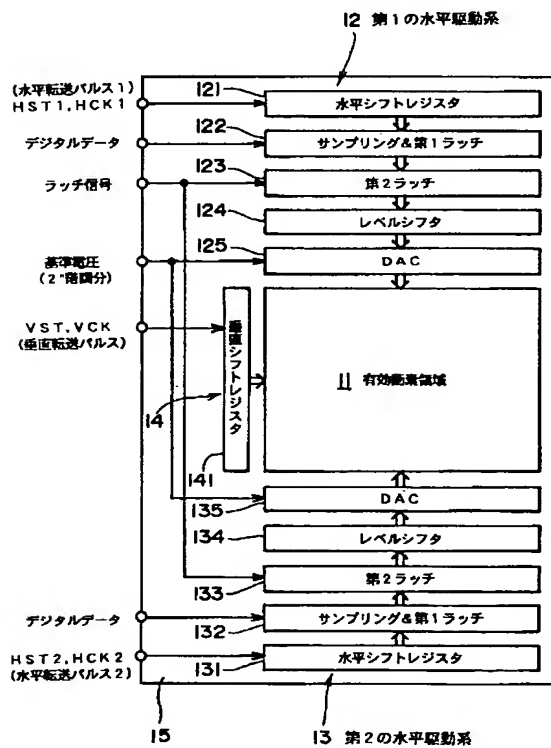 12 第1の水平駆動系
(水平転送パルス1)
HST1,HCK1
121
水平シフトレジスタ
122
デジタルデータ
サンプリング&第1ラッチ
123
ラッチ信号
第2ラッチ
124
レベルシフタ
125
基準電圧
(2ⁿ階調分)
DAC
VST,VCK
(垂直転送パルス)
垂直シフトレジスタ
11 有効画素領域
14
141
DAC
135
レベルシフタ
134
第2ラッチ
133
デジタルデータ
サンプリング&第1ラッチ
132
HST2,HCK2
(水平転送パルス2)
水平シフトレジスタ
131
15
13 第2の水平駆動系